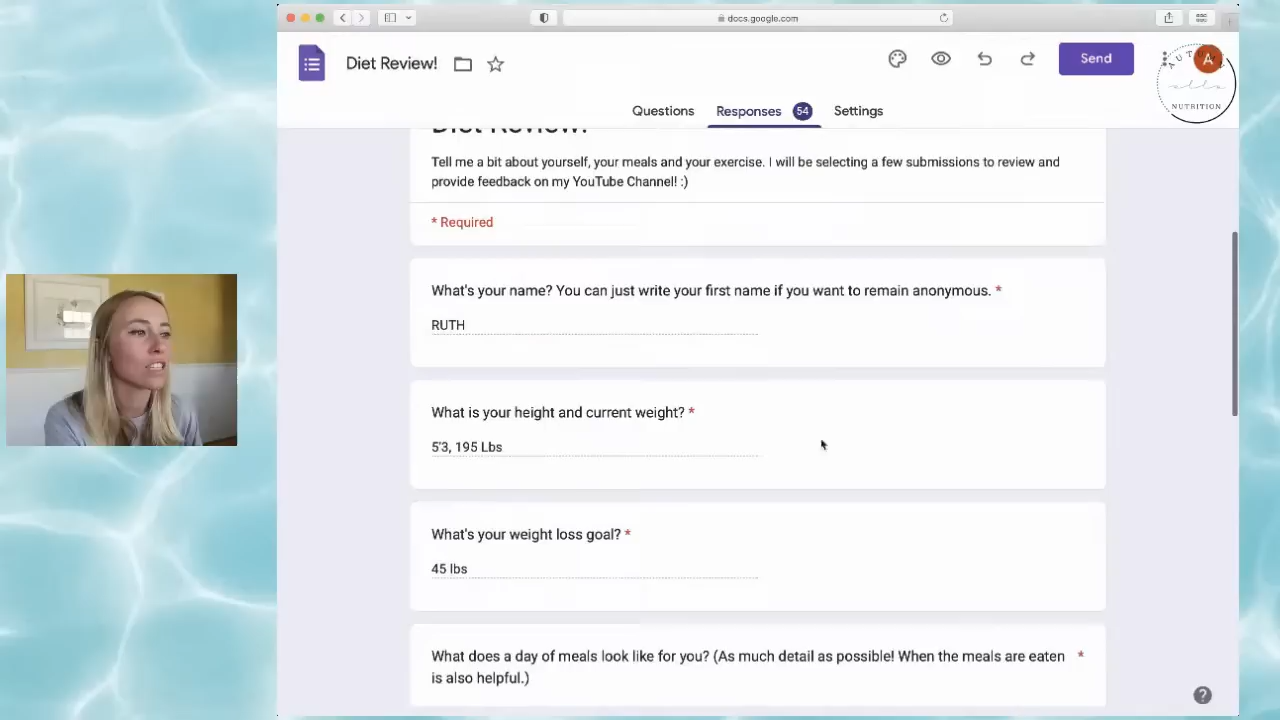 docs.google.com
Diet Review!
Send
A
AUTUMN
elle
NUTRITION
Questions
Responses 54
Settings
Diet Review!
Tell me a bit about yourself, your meals and your exercise. I will be selecting a few submissions to review and
provide feedback on my YouTube Channel! :)
* Required
What's your name? You can just write your first name if you want to remain anonymous. *
RUTH
What is your height and current weight? *
5'3, 195 Lbs
What's your weight loss goal? *
45 lbs
What does a day of meals look like for you? (As much detail as possible! When the meals are eaten *
is also helpful.)